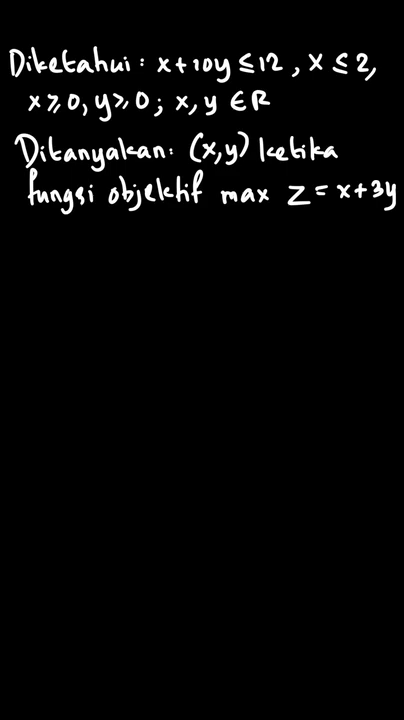 Diketahui: x+10y ≤ 12, x ≤ 2,
x ≥ 0, y ≥ 0; x, y ∈ R
Ditanyakan: (x,y) ketika
fungsi objektif max Z = x+3y